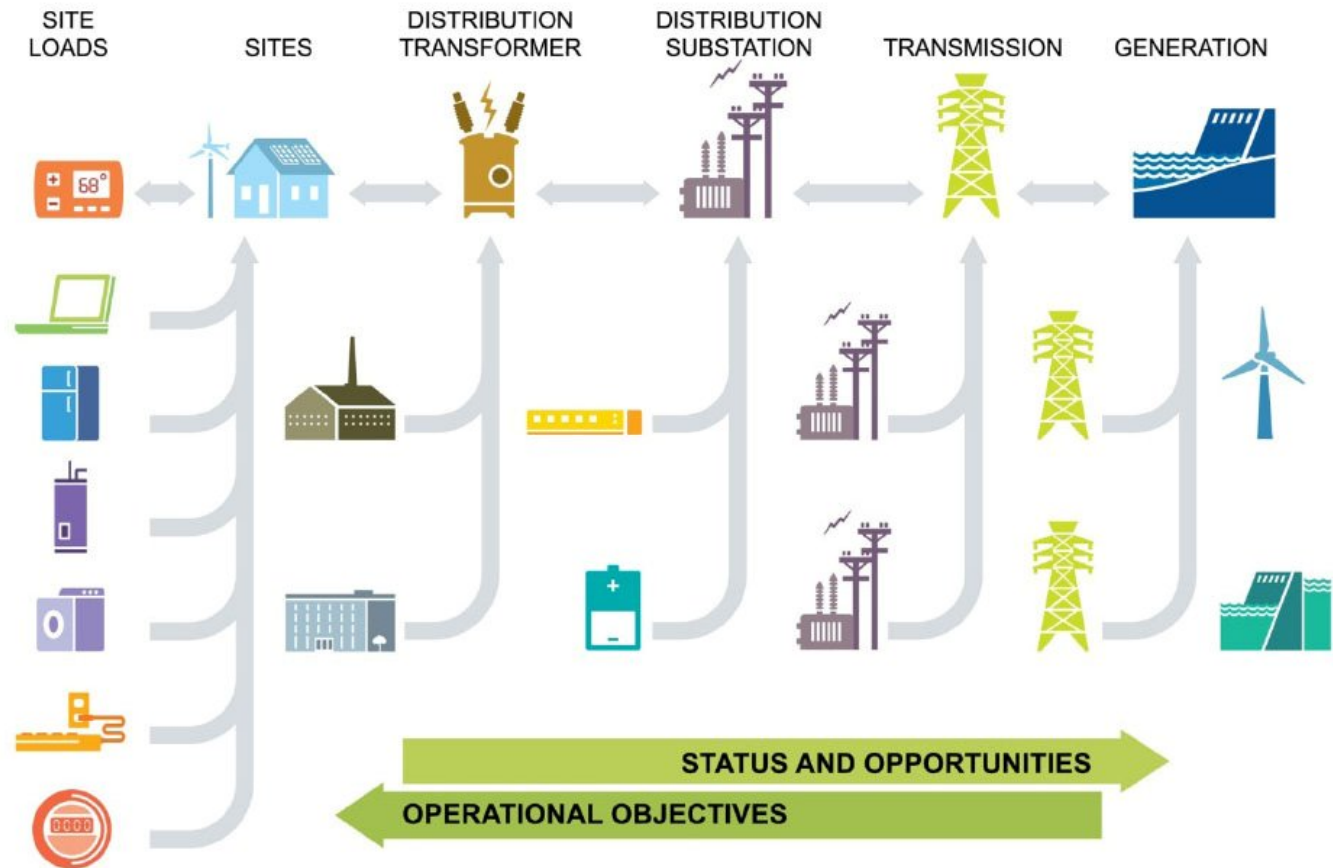 SITE
LOADS
SITES
DISTRIBUTION
TRANSFORMER
DISTRIBUTION
SUBSTATION
TRANSMISSION
GENERATION
+
68°
−
+
−
STATUS AND OPPORTUNITIES
OPERATIONAL OBJECTIVES
0000